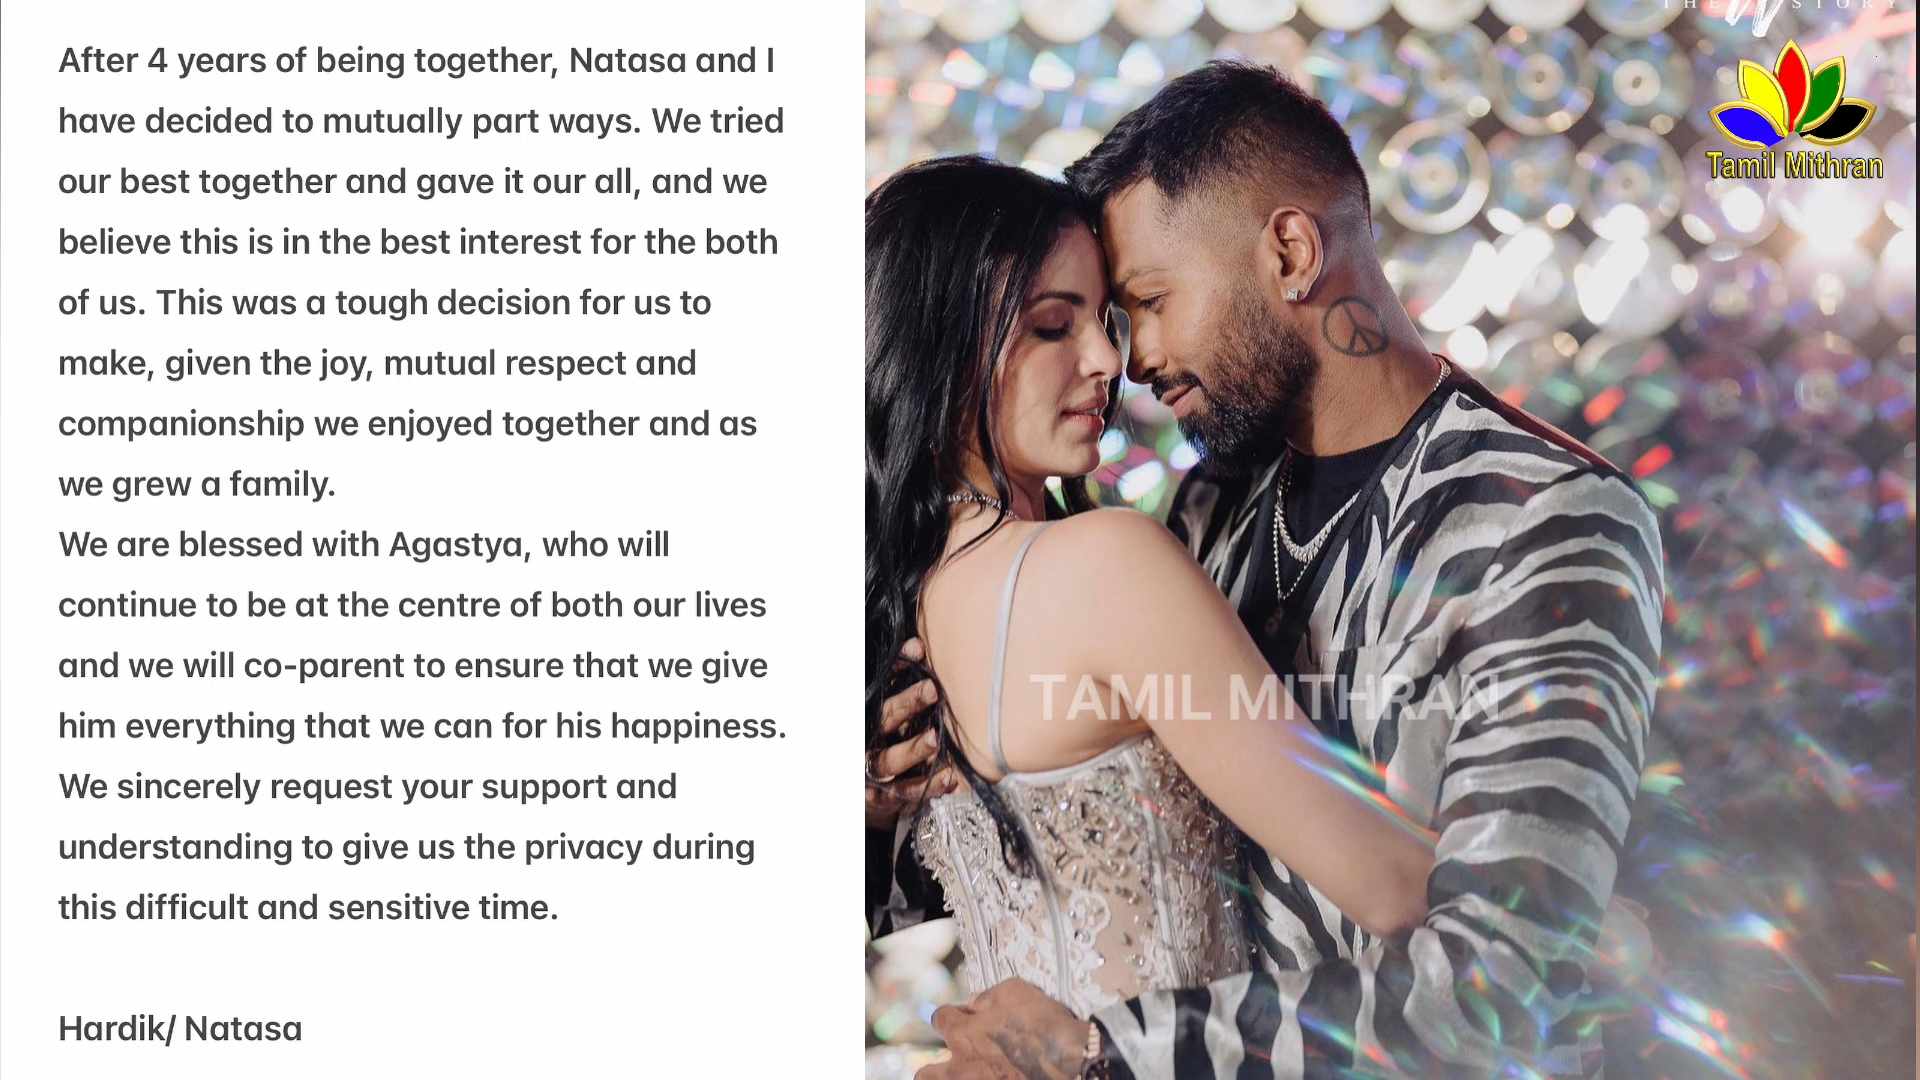 After 4 years of being together, Natasa and I
have decided to mutually part ways. We tried
our best together and gave it our all, and we
believe this is in the best interest for the both
of us. This was a tough decision for us to
make, given the joy, mutual respect and
companionship we enjoyed together and as
we grew a family.
We are blessed with Agastya, who will
continue to be at the centre of both our lives
and we will co-parent to ensure that we give
him everything that we can for his happiness.
We sincerely request your support and
understanding to give us the privacy during
this difficult and sensitive time.
Hardik/ Natasa
THE W STORY
Tamil Mithran
TAMIL MITHRAN